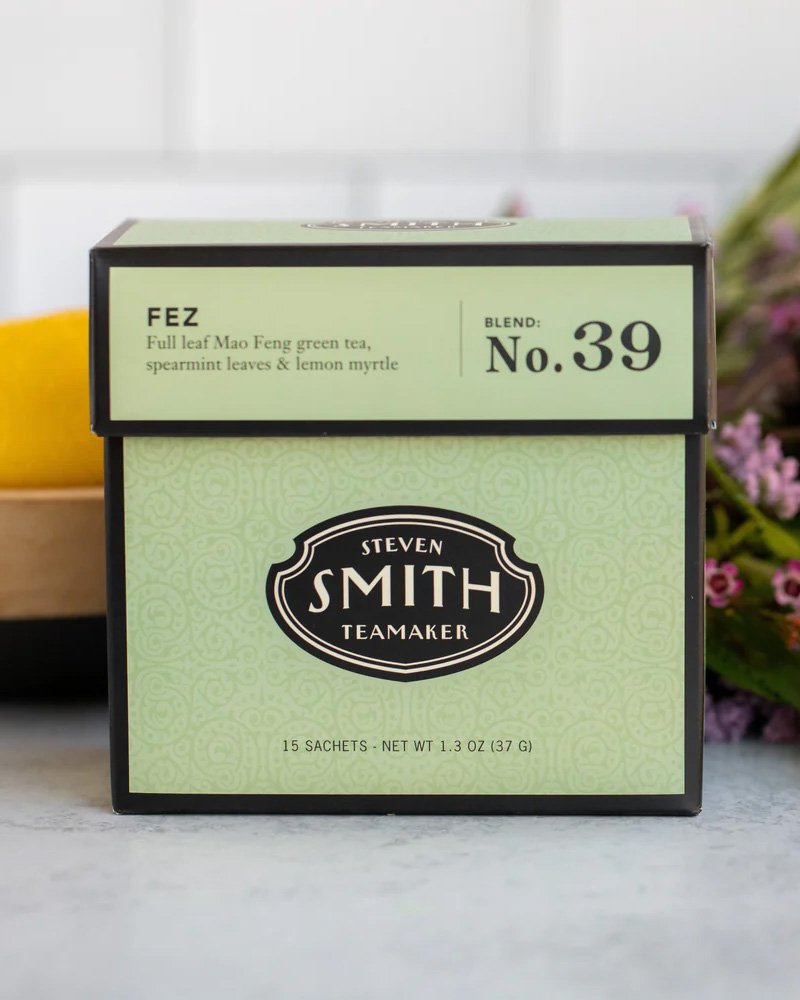 SMITH
FEZ
Full leaf Mao Feng green tea,
spearmint leaves & lemon myrtle
BLEND:
No. 39
STEVEN
SMITH
TEAMAKER
15 SACHETS - NET WT 1.3 OZ (37 G)